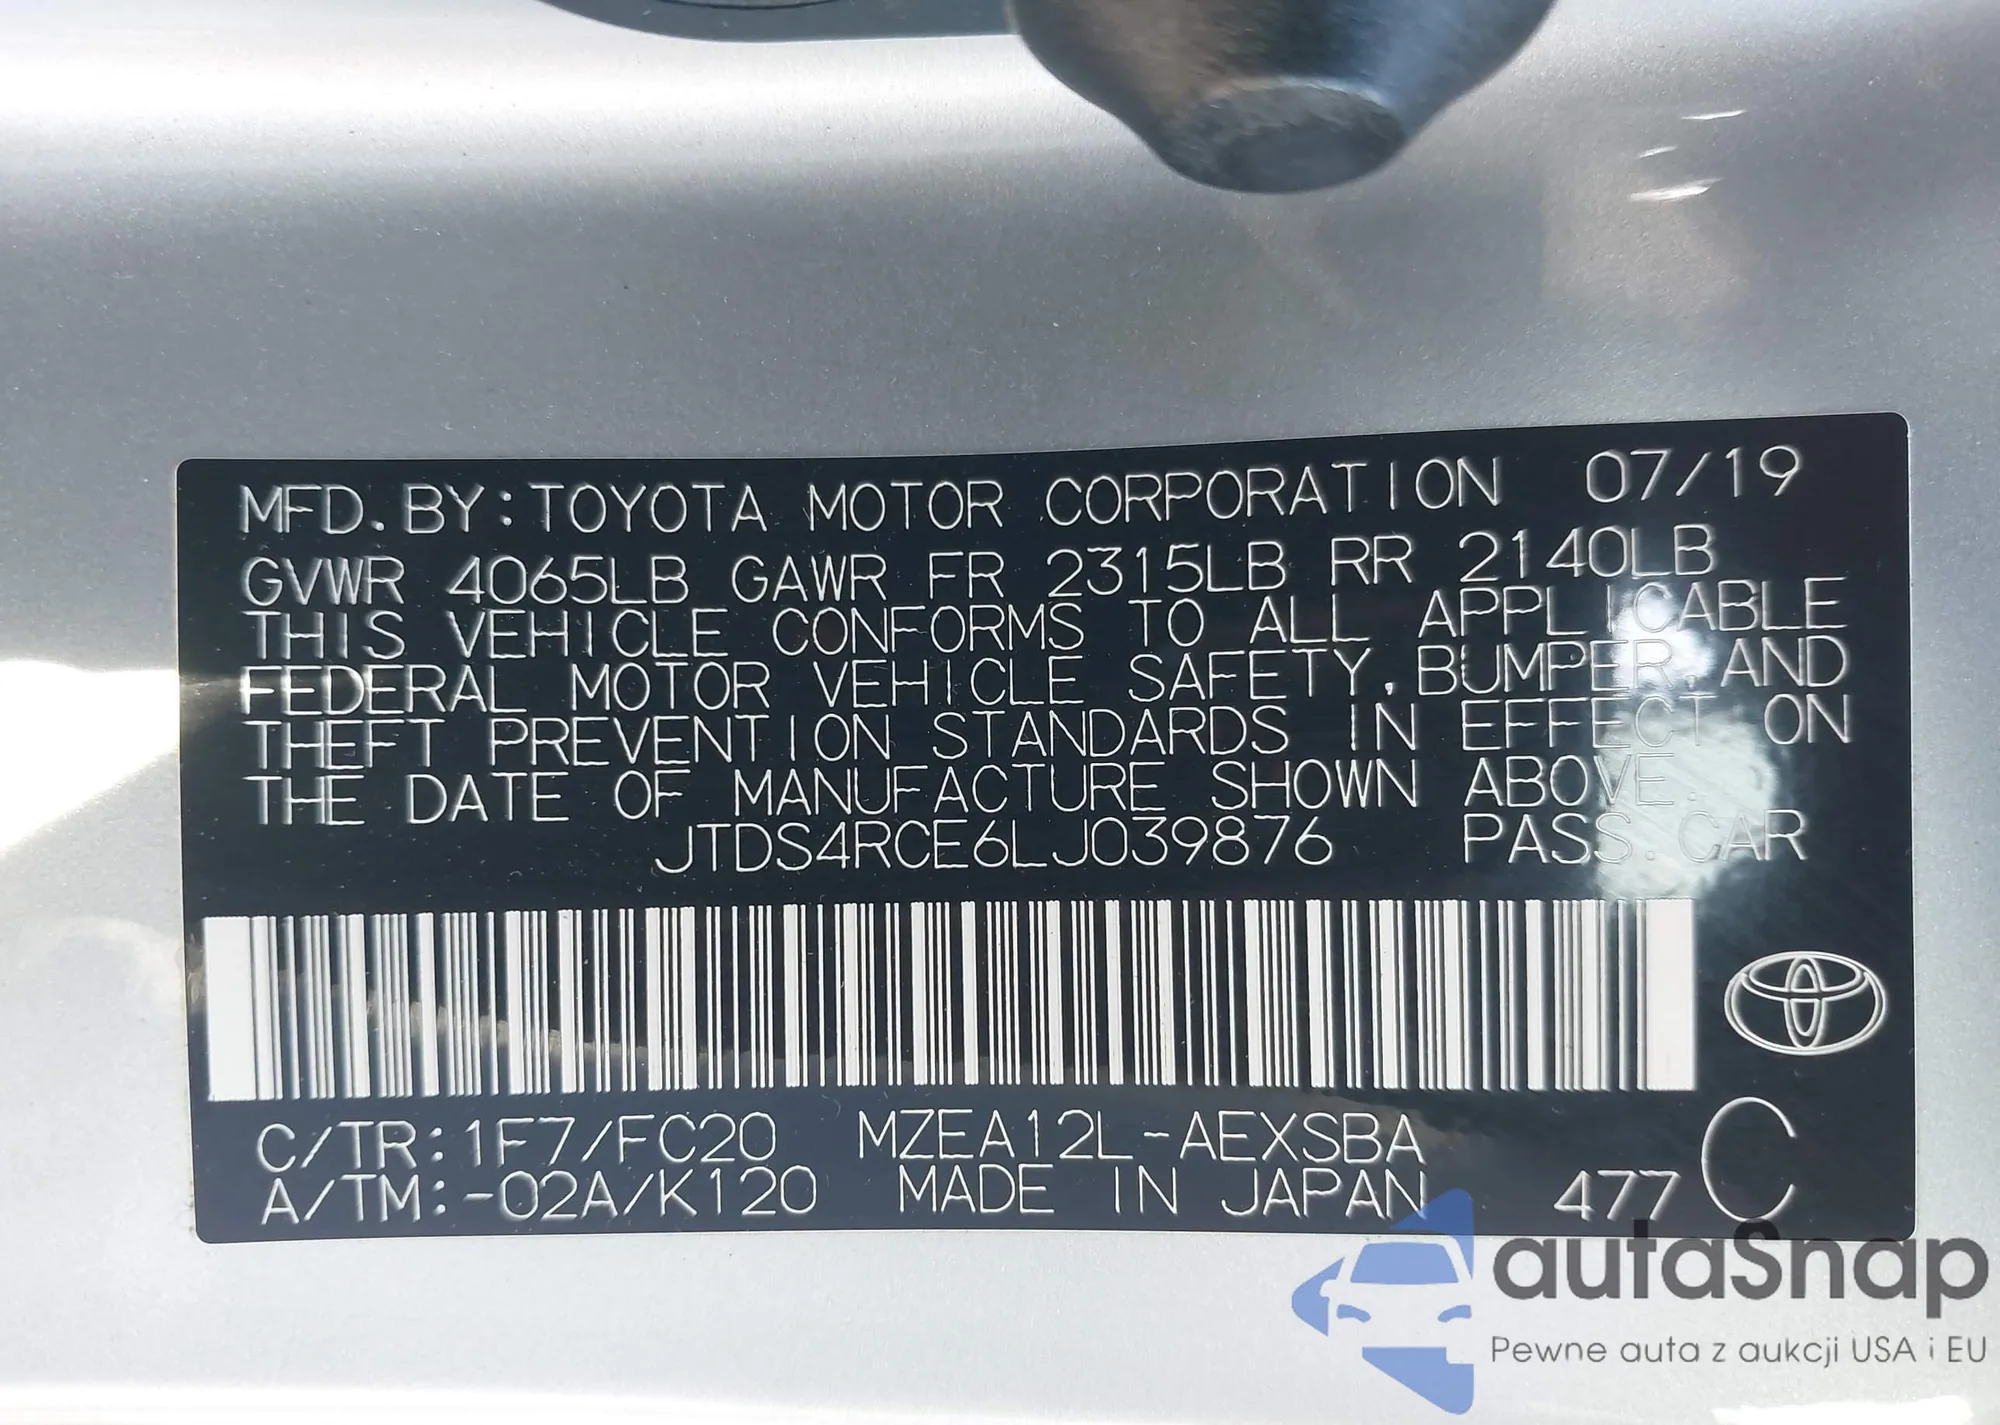 MFD. BY: TOYOTA MOTOR CORPORATION 07/19
GVWR 4065LB GAWR FR 2315LB RR 2140LB
THIS VEHICLE CONFORMS TO ALL APPLICABLE
FEDERAL MOTOR VEHICLE SAFETY, BUMPER, AND
THEFT PREVENTION STANDARDS IN EFFECT ON
THE DATE OF MANUFACTURE SHOWN ABOVE.
JTDS4RCE6LJ039876 PASS. CAR
C/TR: 1F7/FC20 MZEA12L-AEXSBA
A/TM: -02A/K120 MADE IN JAPAN 477 C
autaSnap
Pewne auta z aukcji USA i EU